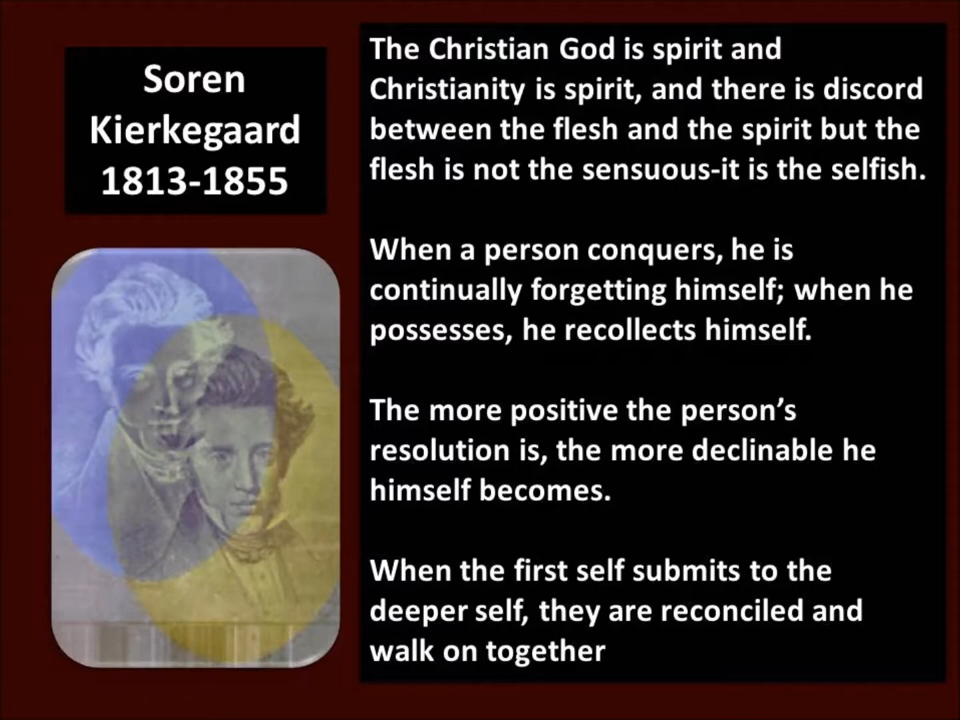 Soren
Kierkegaard
1813-1855
The Christian God is spirit and
Christianity is spirit, and there is discord
between the flesh and the spirit but the
flesh is not the sensuous-it is the selfish.
When a person conquers, he is
continually forgetting himself; when he
possesses, he recollects himself.
The more positive the person’s
resolution is, the more declinable he
himself becomes.
When the first self submits to the
deeper self, they are reconciled and
walk on together